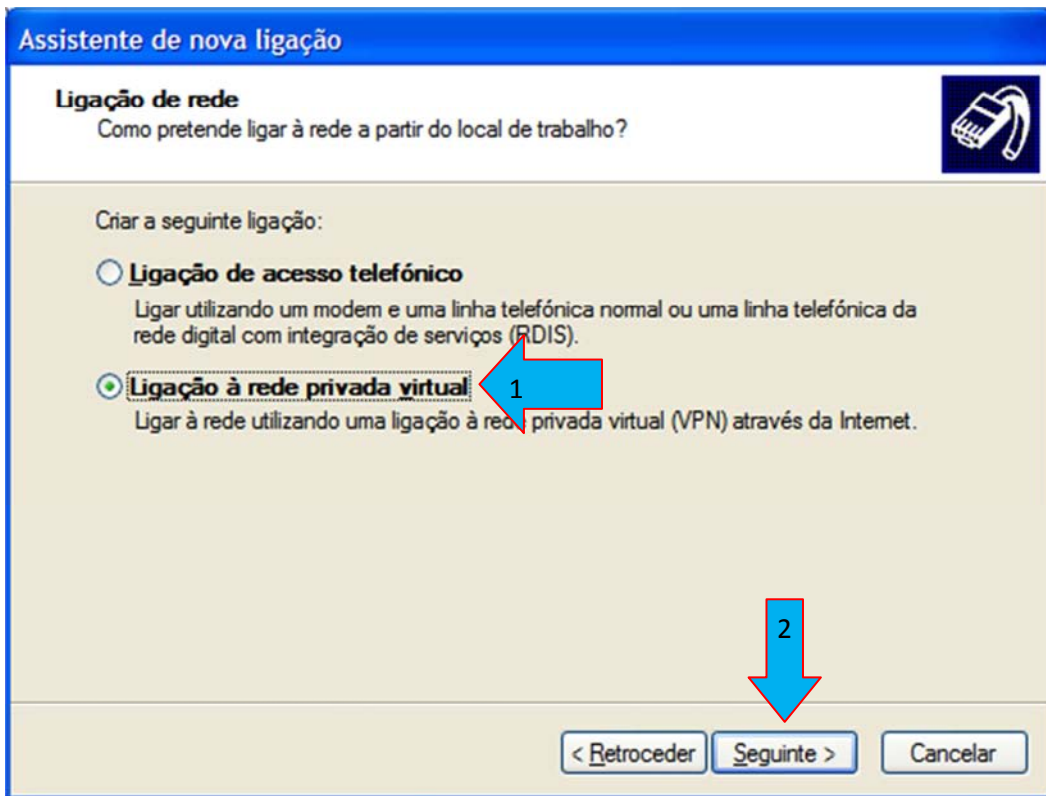 Assistente de nova ligação
Ligação de rede
Como pretende ligar à rede a partir do local de trabalho?
Criar a seguinte ligação:
Ligação de acesso telefónico
Ligar utilizando um modem e uma linha telefónica normal ou uma linha telefónica da
rede digital com integração de serviços (RDIS).
Ligação à rede privada virtual
1
Ligar à rede utilizando uma ligação à rede privada virtual (VPN) através da Internet.
2
< Retroceder
Seguinte >
Cancelar